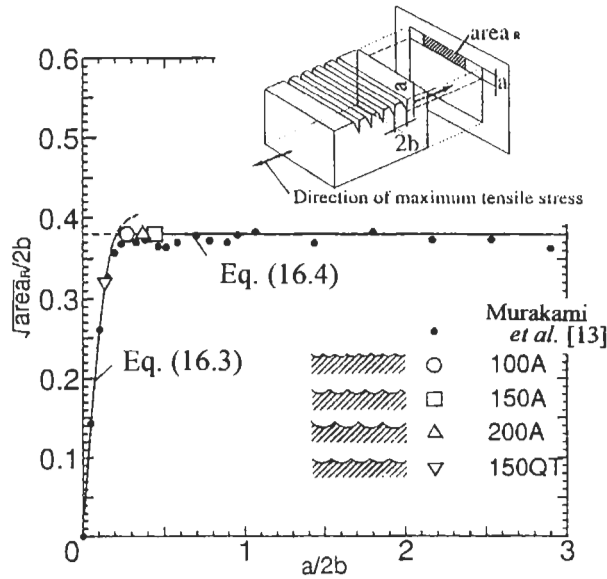 area R
a
a
2b
Direction of maximum tensile stress
0.6
0.5
0.4
0.3
0.2
0.1
0
√areaR/2b
Eq. (16.4)
Eq. (16.3)
Murakami
et al. [13]
100A
150A
200A
150QT
0 1 2 3
a/2b